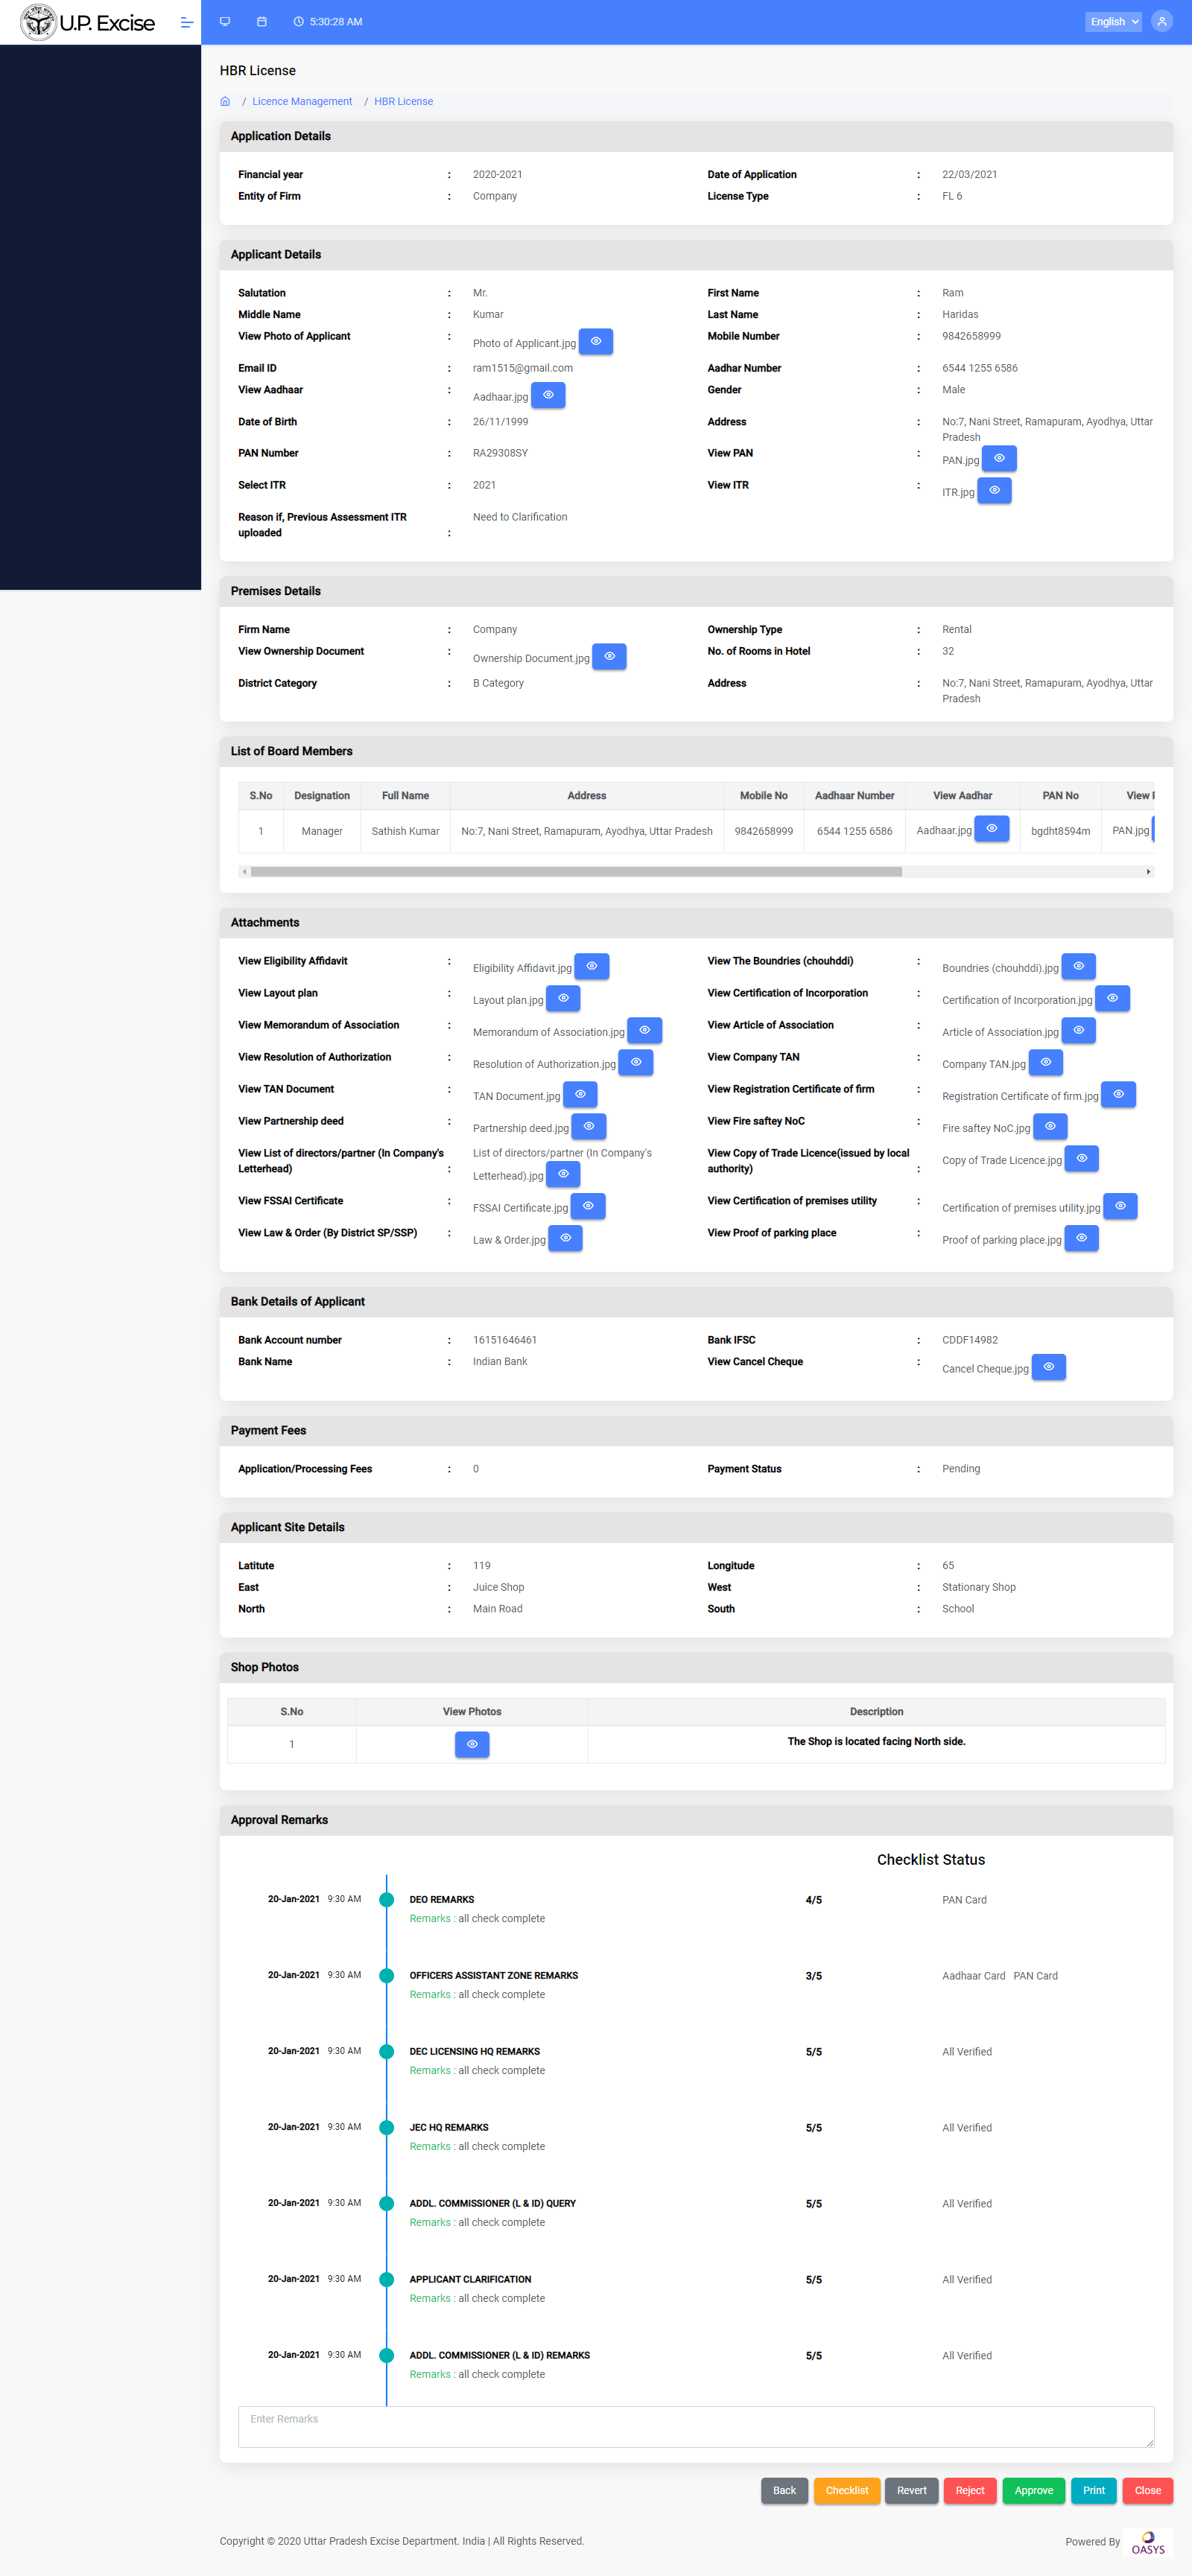 U.P. Excise
5:30:28 AM
English
HBR License
/ Licence Management / HBR License
Application Details
Financial year : 2020-2021 Date of Application : 22/03/2021
Entity of Firm : Company License Type : FL 6
Applicant Details
Salutation : Mr. First Name : Ram
Middle Name : Kumar Last Name : Haridas
View Photo of Applicant : Photo of Applicant.jpg Mobile Number : 9842658999
Email ID : ram1515@gmail.com Aadhar Number : 6544 1255 6586
View Aadhaar : Aadhaar.jpg Gender : Male
Date of Birth : 26/11/1999 Address : No:7, Nani Street, Ramapuram, Ayodhya, Uttar
Pradesh
PAN Number : RA29308SY View PAN : PAN.jpg
Select ITR : 2021 View ITR : ITR.jpg
Reason if, Previous Assessment ITR Need to Clarification
uploaded :
Premises Details
Firm Name : Company Ownership Type : Rental
View Ownership Document : Ownership Document.jpg No. of Rooms in Hotel : 32
District Category : B Category Address : No:7, Nani Street, Ramapuram, Ayodhya, Uttar
Pradesh
List of Board Members
S.No Designation Full Name Address Mobile No Aadhaar Number View Aadhar PAN No View
1 Manager Sathish Kumar No:7, Nani Street, Ramapuram, Ayodhya, Uttar Pradesh 9842658999 6544 1255 6586 Aadhaar.jpg bgdht8594m PAN.jpg
Attachments
View Eligibility Affidavit : Eligibility Affidavit.jpg View The Boundries (chouhddi) : Boundries (chouhddi).jpg
View Layout plan : Layout plan.jpg View Certification of Incorporation : Certification of Incorporation.jpg
View Memorandum of Association : Memorandum of Association.jpg View Article of Association : Article of Association.jpg
View Resolution of Authorization : Resolution of Authorization.jpg View Company TAN : Company TAN.jpg
View TAN Document : TAN Document.jpg View Registration Certificate of firm : Registration Certificate of firm.jpg
View Partnership deed : Partnership deed.jpg View Fire saftey NoC : Fire saftey NoC.jpg
View List of directors/partner (In Company's List of directors/partner (In Company's View Copy of Trade Licence(issued by local Copy of Trade Licence.jpg
Letterhead) : Letterhead).jpg authority) :
View FSSAI Certificate : FSSAI Certificate.jpg View Certification of premises utility : Certification of premises utility.jpg
View Law & Order (By District SP/SSP) : Law & Order.jpg View Proof of parking place : Proof of parking place.jpg
Bank Details of Applicant
Bank Account number : 16151646461 Bank IFSC : CDDF14982
Bank Name : Indian Bank View Cancel Cheque : Cancel Cheque.jpg
Payment Fees
Application/Processing Fees : 0 Payment Status : Pending
Applicant Site Details
Latitute : 119 Longitude : 65
East : Juice Shop West : Stationary Shop
North : Main Road South : School
Shop Photos
S.No View Photos Description
1 The Shop is located facing North side.
Approval Remarks
Checklist Status
20-Jan-2021 9:30 AM DEO REMARKS 4/5 PAN Card
Remarks : all check complete
20-Jan-2021 9:30 AM OFFICERS ASSISTANT ZONE REMARKS 3/5 Aadhaar Card PAN Card
Remarks : all check complete
20-Jan-2021 9:30 AM DEC LICENSING HQ REMARKS 5/5 All Verified
Remarks : all check complete
20-Jan-2021 9:30 AM JEC HQ REMARKS 5/5 All Verified
Remarks : all check complete
20-Jan-2021 9:30 AM ADDL. COMMISSIONER (L & ID) QUERY 5/5 All Verified
Remarks : all check complete
20-Jan-2021 9:30 AM APPLICANT CLARIFICATION 5/5 All Verified
Remarks : all check complete
20-Jan-2021 9:30 AM ADDL. COMMISSIONER (L & ID) REMARKS 5/5 All Verified
Remarks : all check complete
Enter Remarks
Back Checklist Revert Reject Approve Print Close
Copyright © 2020 Uttar Pradesh Excise Department. India | All Rights Reserved. Powered By OASYS